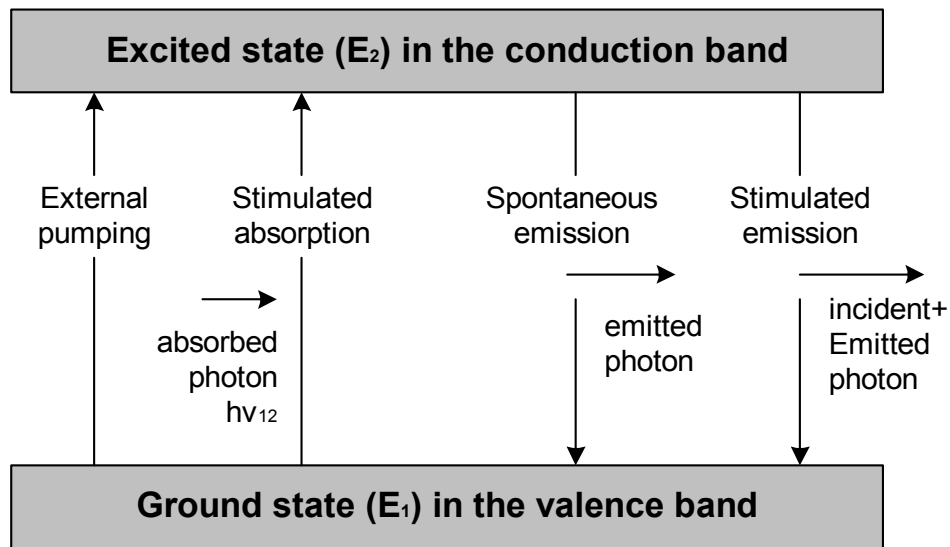 Excited state (E₂) in the conduction band
External
pumping
Stimulated
absorption
absorbed
photon
hv₁₂
Spontaneous
emission
emitted
photon
Stimulated
emission
incident+
Emitted
photon
Ground state (E₁) in the valence band